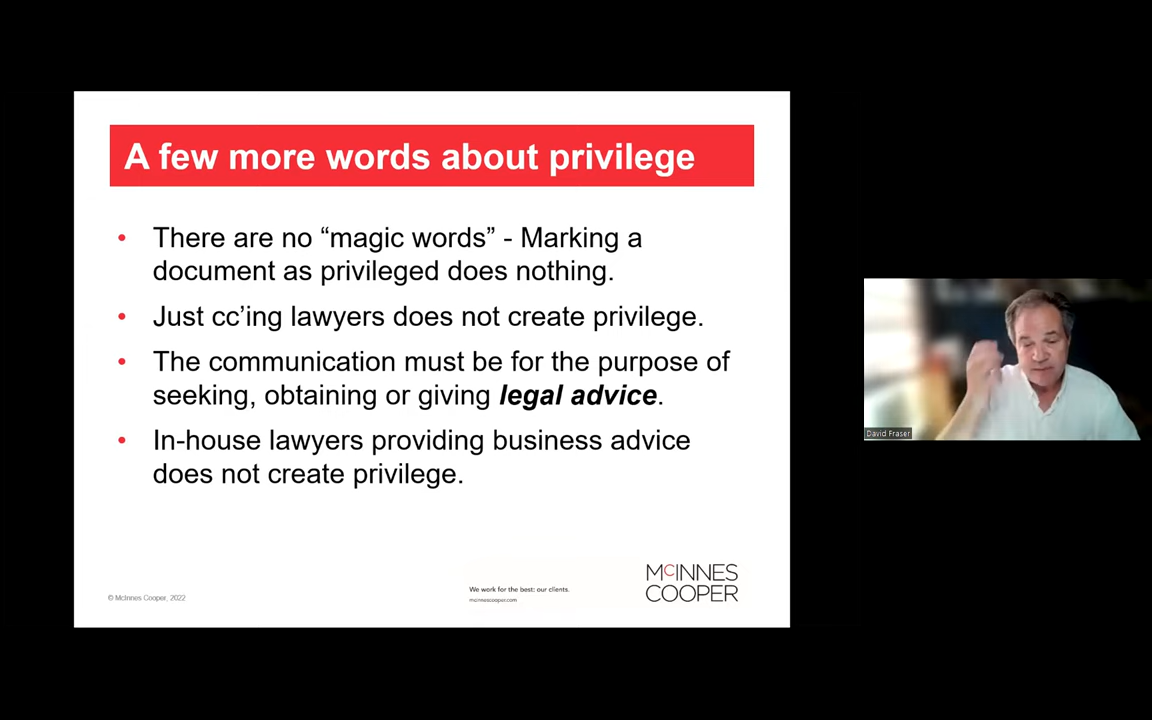 A few more words about privilege
• There are no “magic words” - Marking a
document as privileged does nothing.
• Just cc’ing lawyers does not create privilege.
• The communication must be for the purpose of
seeking, obtaining or giving legal advice.
• In-house lawyers providing business advice
does not create privilege.
© McInnes Cooper, 2022
We work for the best: our clients.
mcinnescooper.com
MCINNES
COOPER
David Fraser